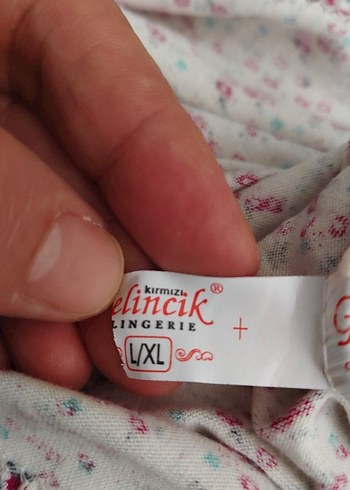 kırmızı
elincik®
LINGERIE
L/XL